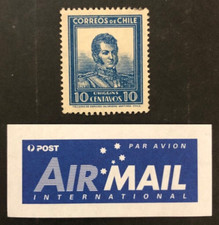 CORREOS DE CHILE
O'HIGGINS
10 CENTAVOS 10
POST PAR AVION
AIR MAIL
INTERNATIONAL